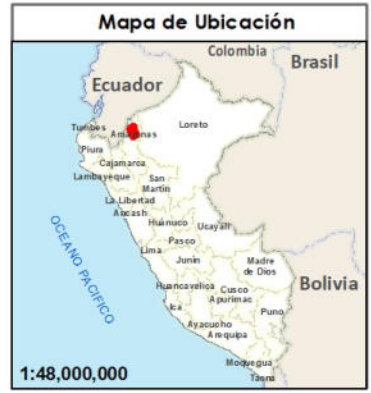 Mapa de Ubicación
Colombia
Brasil
Ecuador
Tumbes
Amazonas
Loreto
Piura
Cajamarca
Lambayeque
San
Martin
La Libertad
Ancash
Huánuco
Ucayali
OCEANO PACIFICO
Pasco
Lima
Junín
Madre
de Dios
Huancavelica
Cusco
Bolivia
Apurimac
Ica
Puno
Ayacucho
Arequipa
Moquegua
1:48,000,000
Tacna